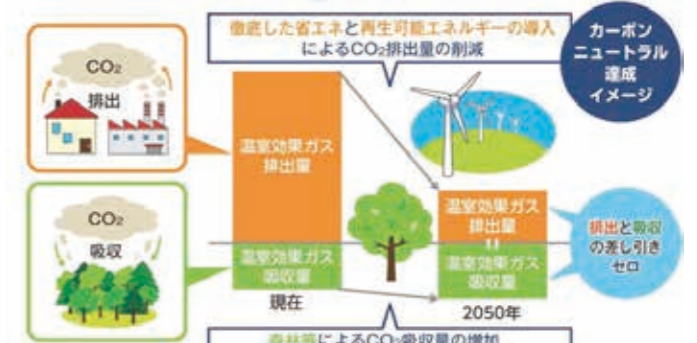 徹底した省エネと再生可能エネルギーの導入
によるCO₂排出量の削減
カーボン
ニュートラル
達成
イメージ
CO₂
排出
温室効果ガス
排出量
温室効果ガス
排出量
排出と吸収
の差し引き
ゼロ
CO₂
吸収
温室効果ガス
吸収量
温室効果ガス
吸収量
現在
2050年
森林等によるCO₂吸収量の増加